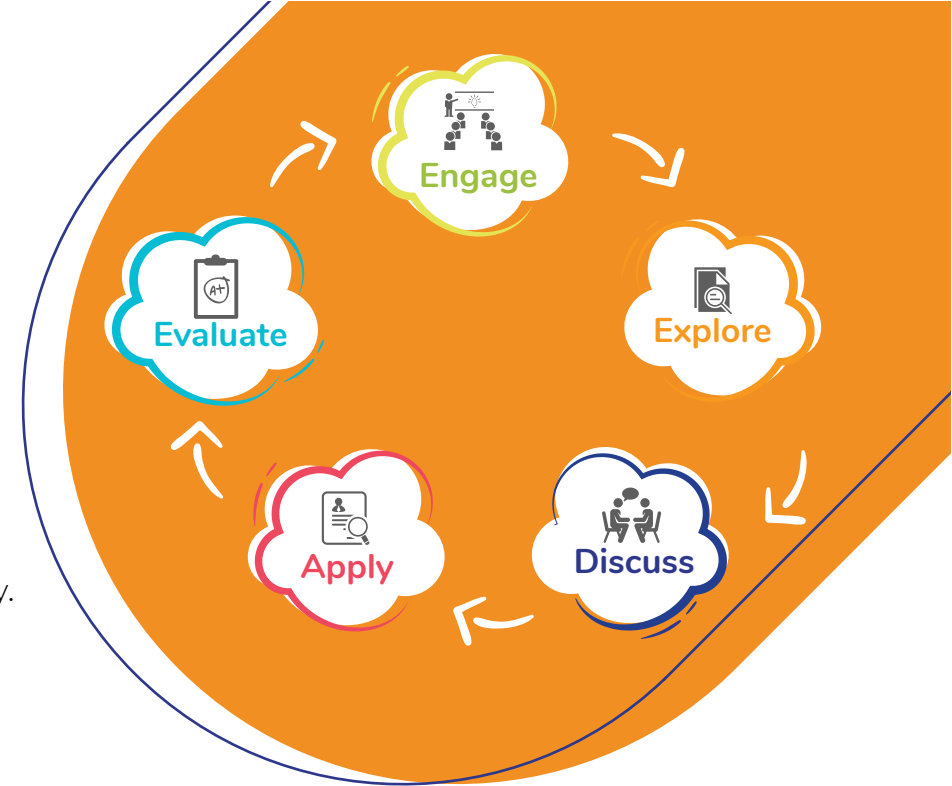 Engage
Explore
Discuss
Apply
Evaluate
A+
y.